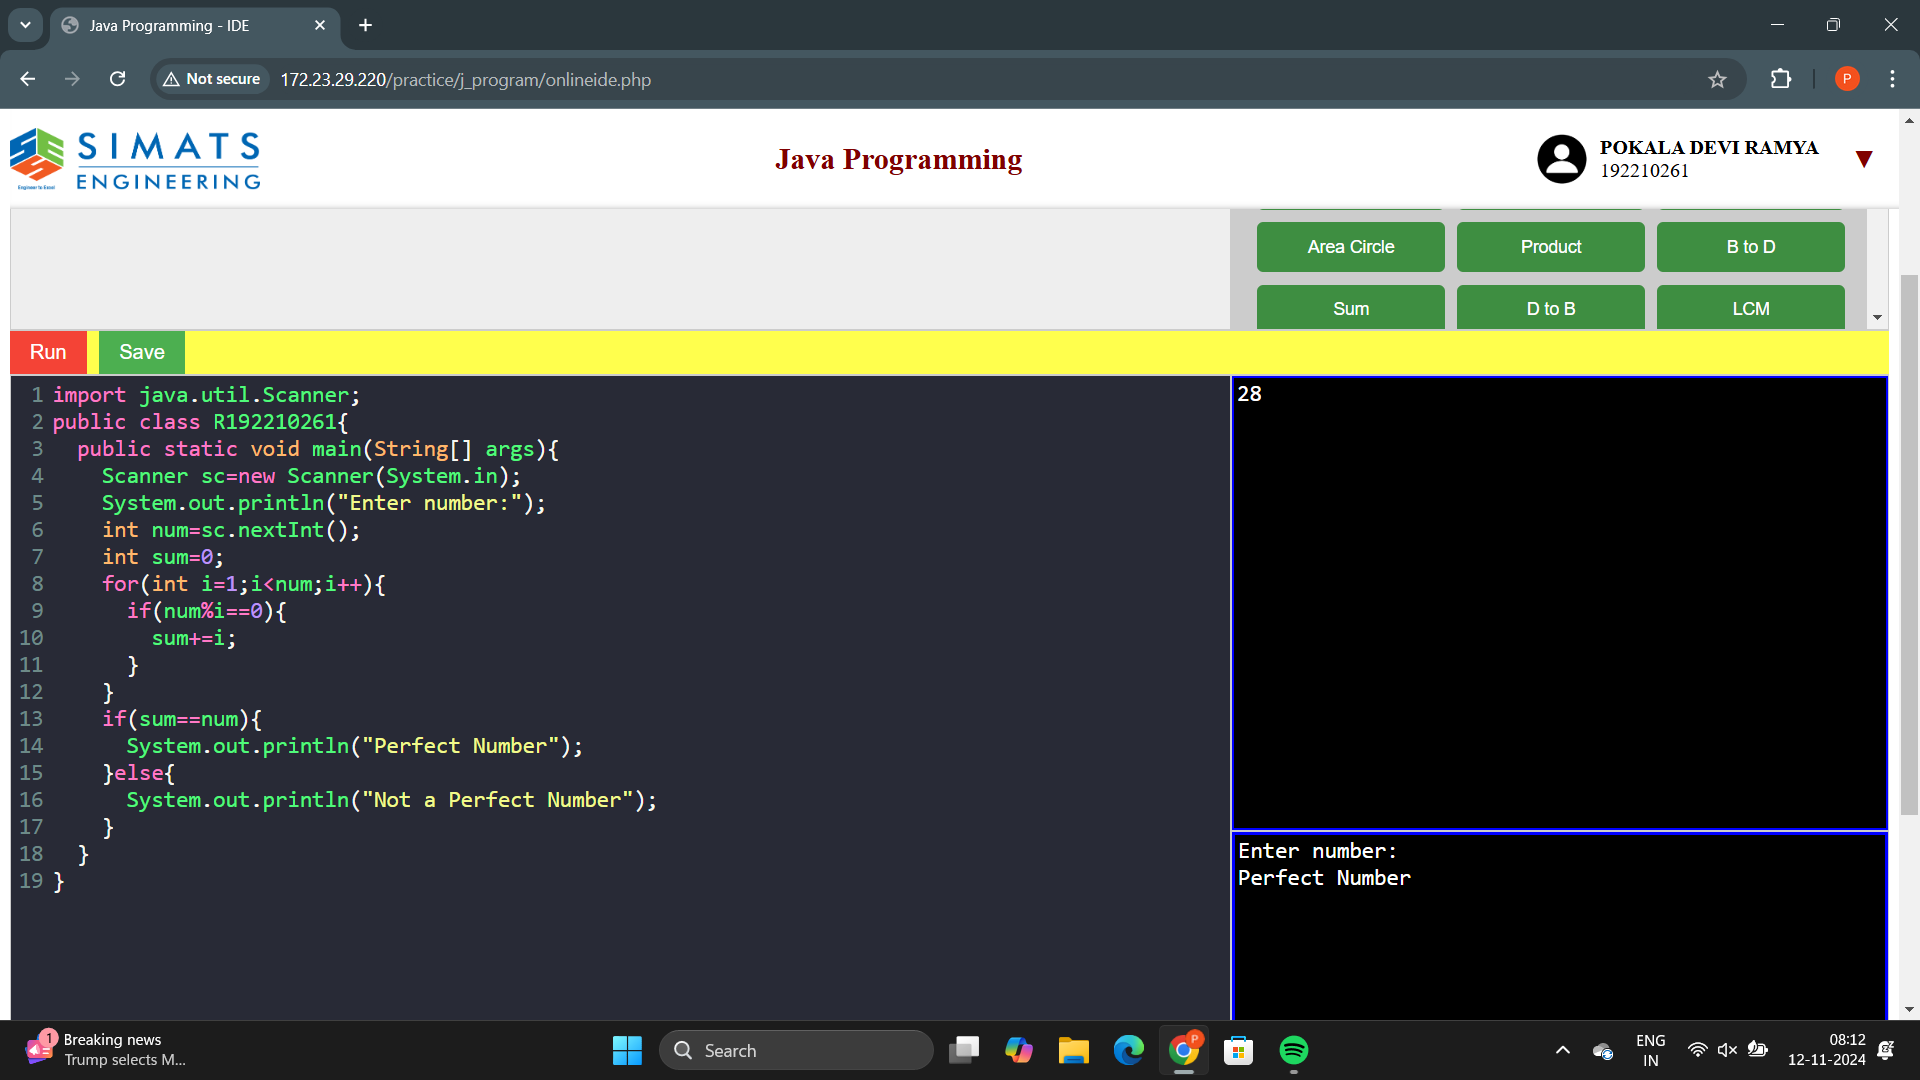 Java Programming - IDE
Not secure
172.23.29.220/practice/j_program/onlineide.php
P
SIMATS
ENGINEERING
Engineer to Excel
Java Programming
POKALA DEVI RAMYA
192210261
Area Circle
Product
B to D
Sum
D to B
LCM
Run
Save
1 import java.util.Scanner;
2 public class R192210261{
3   public static void main(String[] args){
4     Scanner sc=new Scanner(System.in);
5     System.out.println("Enter number:");
6     int num=sc.nextInt();
7     int sum=0;
8     for(int i=1;i<num;i++){
9       if(num%i==0){
10         sum+=i;
11       }
12     }
13     if(sum==num){
14       System.out.println("Perfect Number");
15     }else{
16       System.out.println("Not a Perfect Number");
17     }
18   }
19 }
28
Enter number:
Perfect Number
1
Breaking news
Trump selects M...
Search
P
ENG
IN
08:12
12-11-2024